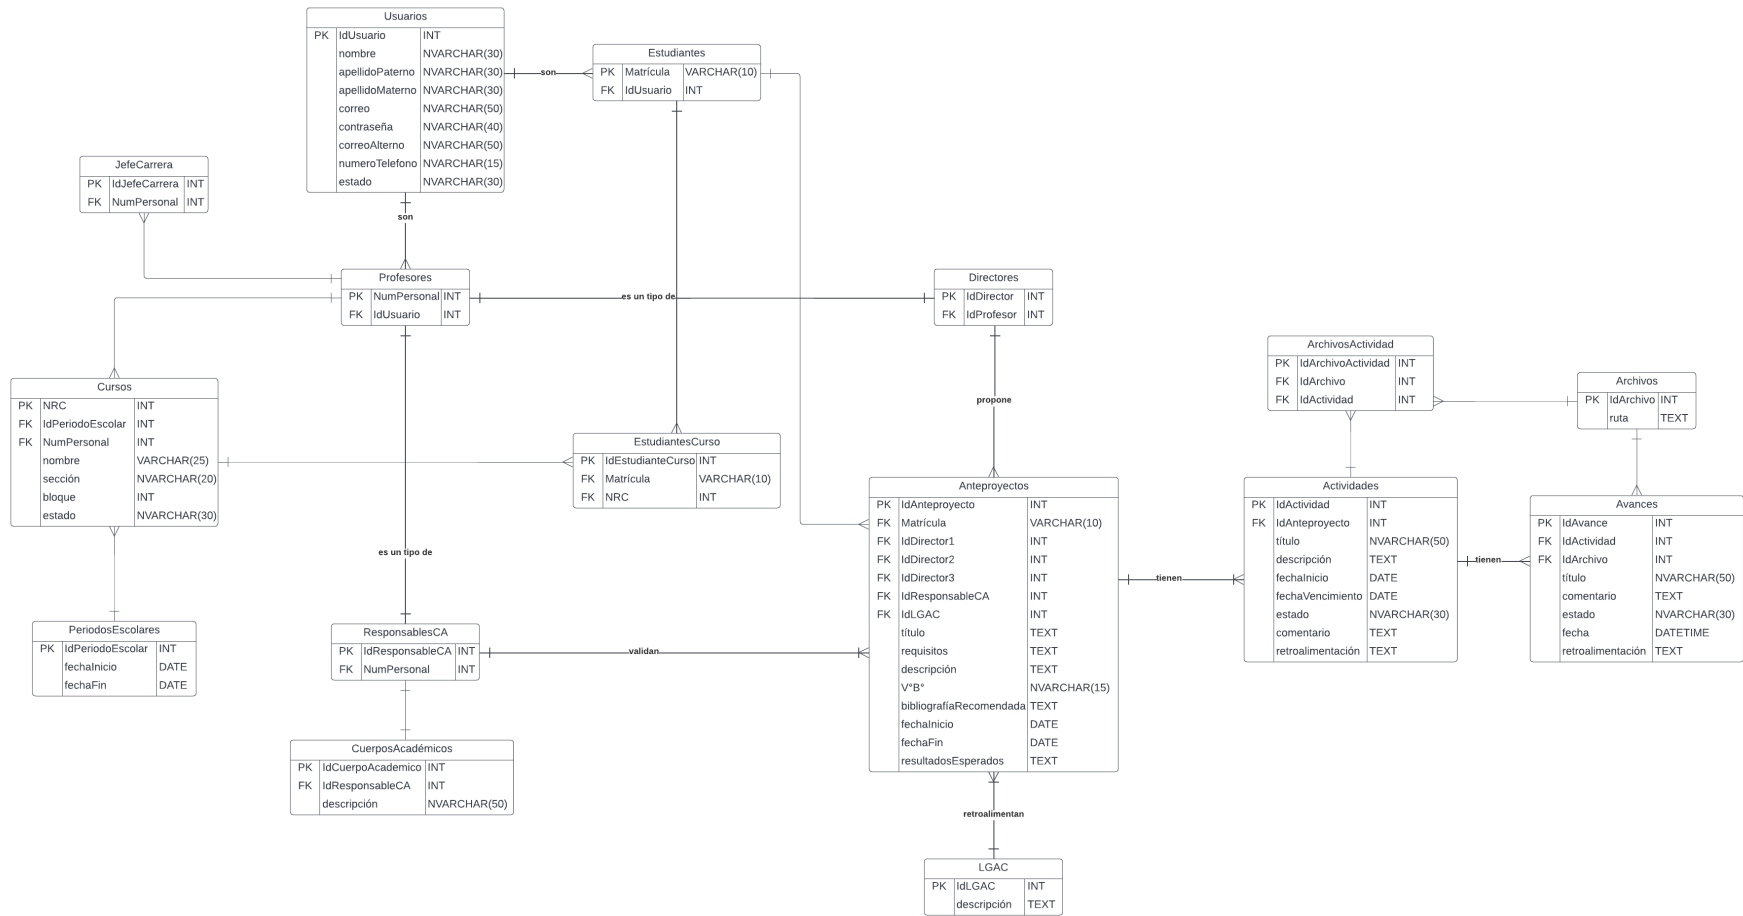 Usuarios
PK IdUsuario INT
nombre NVARCHAR(30)
apellidoPaterno NVARCHAR(30)
apellidoMaterno NVARCHAR(30)
correo NVARCHAR(50)
contraseña NVARCHAR(40)
correoAlterno NVARCHAR(50)
numeroTelefono NVARCHAR(15)
estado NVARCHAR(30)
son
Estudiantes
PK Matrícula VARCHAR(10)
FK IdUsuario INT
JefeCarrera
PK IdJefeCarrera INT
FK NumPersonal INT
son
Profesores
PK NumPersonal INT
FK IdUsuario INT
es un tipo de
Directores
PK IdDirector INT
FK IdProfesor INT
ArchivosActividad
PK IdArchivoActividad INT
FK IdArchivo INT
FK IdActividad INT
Archivos
PK IdArchivo INT
ruta TEXT
Cursos
PK NRC INT
FK IdPeriodoEscolar INT
FK NumPersonal INT
nombre VARCHAR(25)
sección NVARCHAR(20)
bloque INT
estado NVARCHAR(30)
propone
EstudiantesCurso
PK IdEstudianteCurso INT
FK Matrícula VARCHAR(10)
FK NRC INT
Anteproyectos
PK IdAnteproyecto INT
FK Matrícula VARCHAR(10)
FK IdDirector1 INT
FK IdDirector2 INT
FK IdDirector3 INT
FK IdResponsableCA INT
FK IdLGAC INT
título TEXT
requisitos TEXT
descripción TEXT
V°B° NVARCHAR(15)
bibliografíaRecomendada TEXT
fechaInicio DATE
fechaFin DATE
resultadosEsperados TEXT
tienen
Actividades
PK IdActividad INT
FK IdAnteproyecto INT
título NVARCHAR(50)
descripción TEXT
fechaInicio DATE
fechaVencimiento DATE
estado NVARCHAR(30)
comentario TEXT
retroalimentación TEXT
tienen
Avances
PK IdAvance INT
FK IdActividad INT
FK IdArchivo INT
título NVARCHAR(50)
comentario TEXT
estado NVARCHAR(30)
fecha DATETIME
retroalimentación TEXT
es un tipo de
PeriodosEscolares
PK IdPeriodoEscolar INT
fechaInicio DATE
fechaFin DATE
ResponsablesCA
PK IdResponsableCA INT
FK NumPersonal INT
validan
CuerposAcadémicos
PK IdCuerpoAcademico INT
FK IdResponsableCA INT
descripción NVARCHAR(50)
retroalimentan
LGAC
PK IdLGAC INT
descripción TEXT